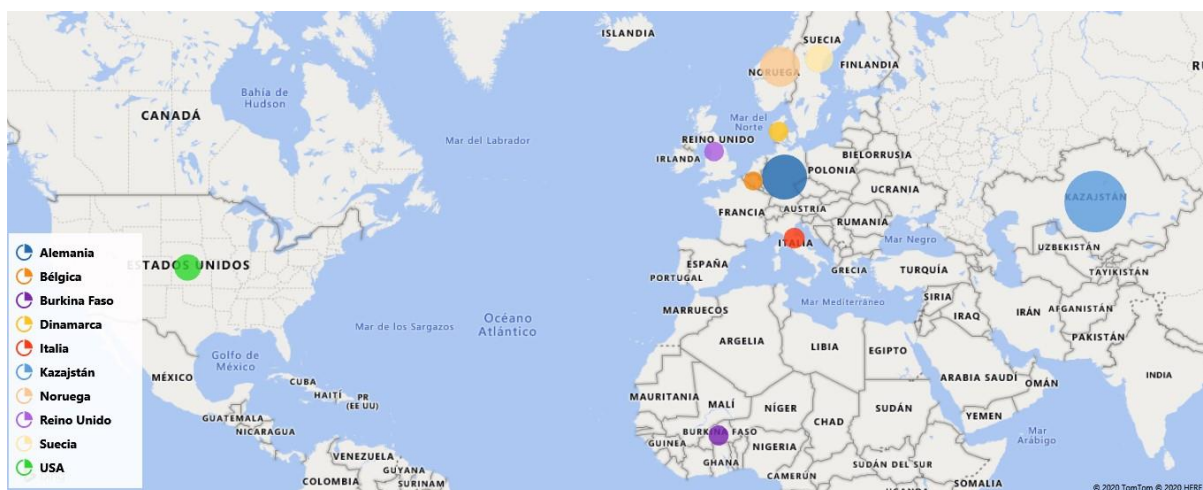 ISLANDIA
SUECIA
NORUEGA
FINLANDIA
Bahía de
Hudson
CANADÁ
Mar del Labrador
Mar del
Norte
REINO UNIDO
IRLANDA
BIELORRUSIA
POLONIA
UCRANIA
KAZAJSTÁN
AUSTRIA
FRANCIA
RUMANIA
ITALIA
Mar Negro
UZBEKISTÁN
ESTADOS UNIDOS
ESPAÑA
PORTUGAL
GRECIA
TURQUÍA
TAYIKISTÁN
Mar Mediterráneo
SIRIA
IRAQ
IRÁN
AFGANISTÁN
MARRUECOS
Océano
Atlántico
Mar de los Sargazos
PAKISTÁN
ARGELIA
LIBIA
EGIPTO
Golfo de
México
MÉXICO
CUBA
HAITÍ
PR
(EE UU)
ARABIA SAUDÍ
OMÁN
INDIA
MAURITANIA
MALÍ
NÍGER
CHAD
SUDÁN
YEMEN
Mar
Arábigo
GUATEMALA
NICARAGUA
GUINEA
BURKINA FASO
NIGERIA
GHANA
VENEZUELA
GUYANA
SURINAM
COLOMBIA
CAMERÚN
SUDÁN DEL SUR
SOMALIA
Alemania
Bélgica
Burkina Faso
Dinamarca
Italia
Kazajstán
Noruega
Reino Unido
Suecia
USA
© 2020 TomTom © 2020 HERE